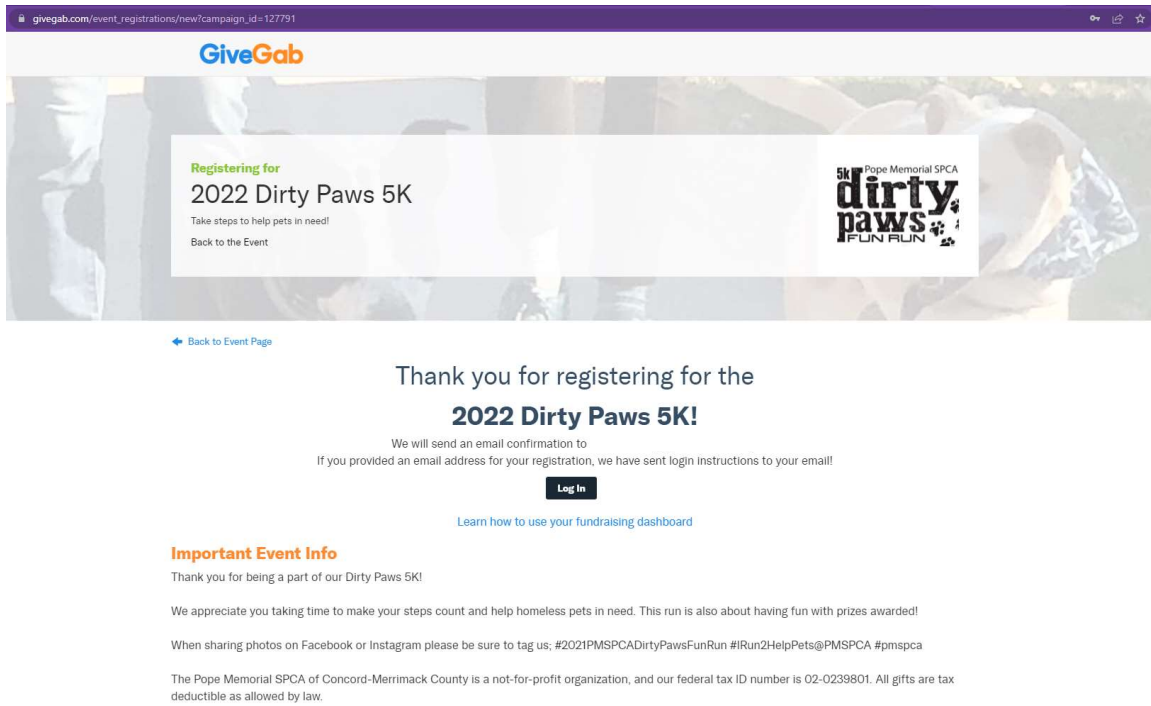 givegab.com/event_registrations/new?campaign_id=127791
GiveGab
Registering for
2022 Dirty Paws 5K
Take steps to help pets in need!
Back to the Event
5k Pope Memorial SPCA
dirty
paws
FUN RUN
Back to Event Page
Thank you for registering for the
2022 Dirty Paws 5K!
We will send an email confirmation to
If you provided an email address for your registration, we have sent login instructions to your email!
Log In
Learn how to use your fundraising dashboard
Important Event Info
Thank you for being a part of our Dirty Paws 5K!
We appreciate you taking time to make your steps count and help homeless pets in need. This run is also about having fun with prizes awarded!
When sharing photos on Facebook or Instagram please be sure to tag us; #2021PMSPCADirtyPawsFunRun #IRun2HelpPets@PMSPCA #pmspca
The Pope Memorial SPCA of Concord-Merrimack County is a not-for-profit organization, and our federal tax ID number is 02-0239801. All gifts are tax
deductible as allowed by law.